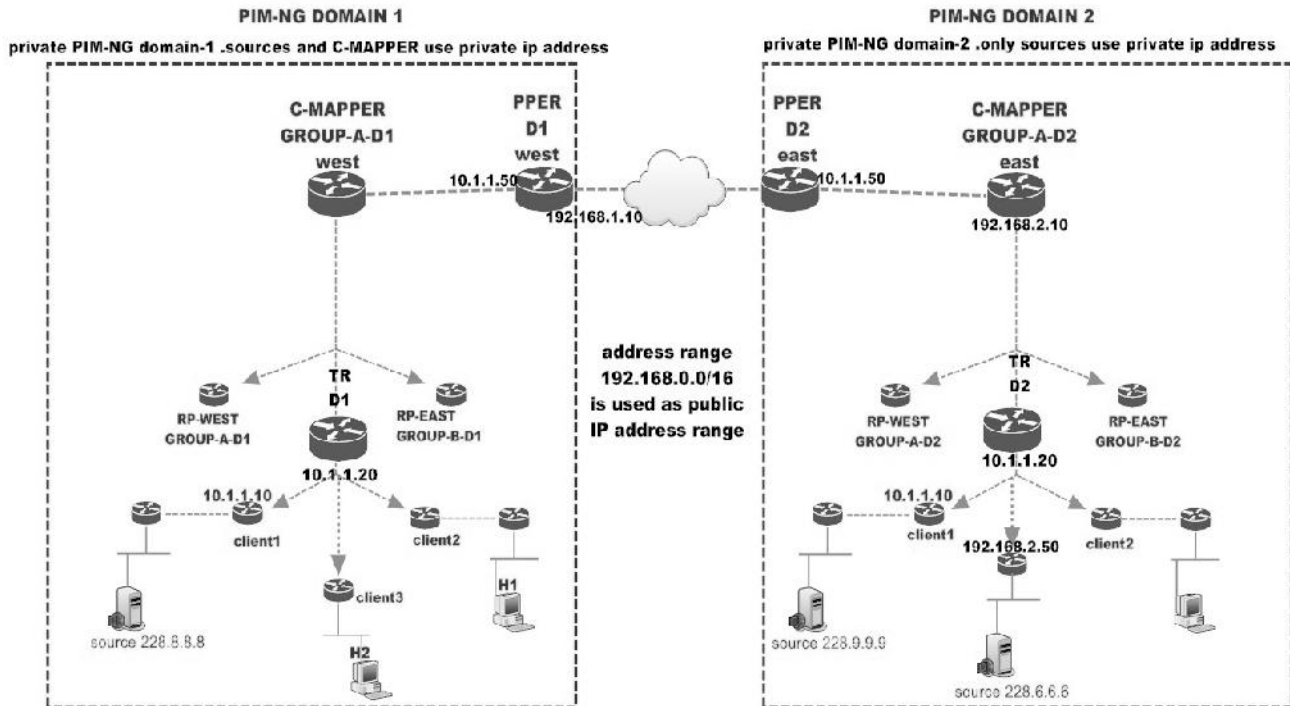 PIM-NG DOMAIN 1
PIM-NG DOMAIN 2
private PIM-NG domain-1 .sources and C-MAPPER use private ip address
private PIM-NG domain-2 .only sources use private ip address
C-MAPPER
GROUP-A-D1
west
PPER
D1
west
10.1.1.50
192.168.1.10
PPER
D2
east
10.1.1.50
C-MAPPER
GROUP-A-D2
east
192.168.2.10
address range
192.168.0.0/16
is used as public
IP address range
TR
D1
RP-WEST
GROUP-A-D1
RP-EAST
GROUP-B-D1
10.1.1.20
10.1.1.10
client1
client2
client3
H1
H2
source 228.8.8.8
TR
D2
RP-WEST
GROUP-A-D2
RP-EAST
GROUP-B-D2
10.1.1.20
10.1.1.10
client1
client2
192.168.2.50
source 228.9.9.9
source 228.6.6.6